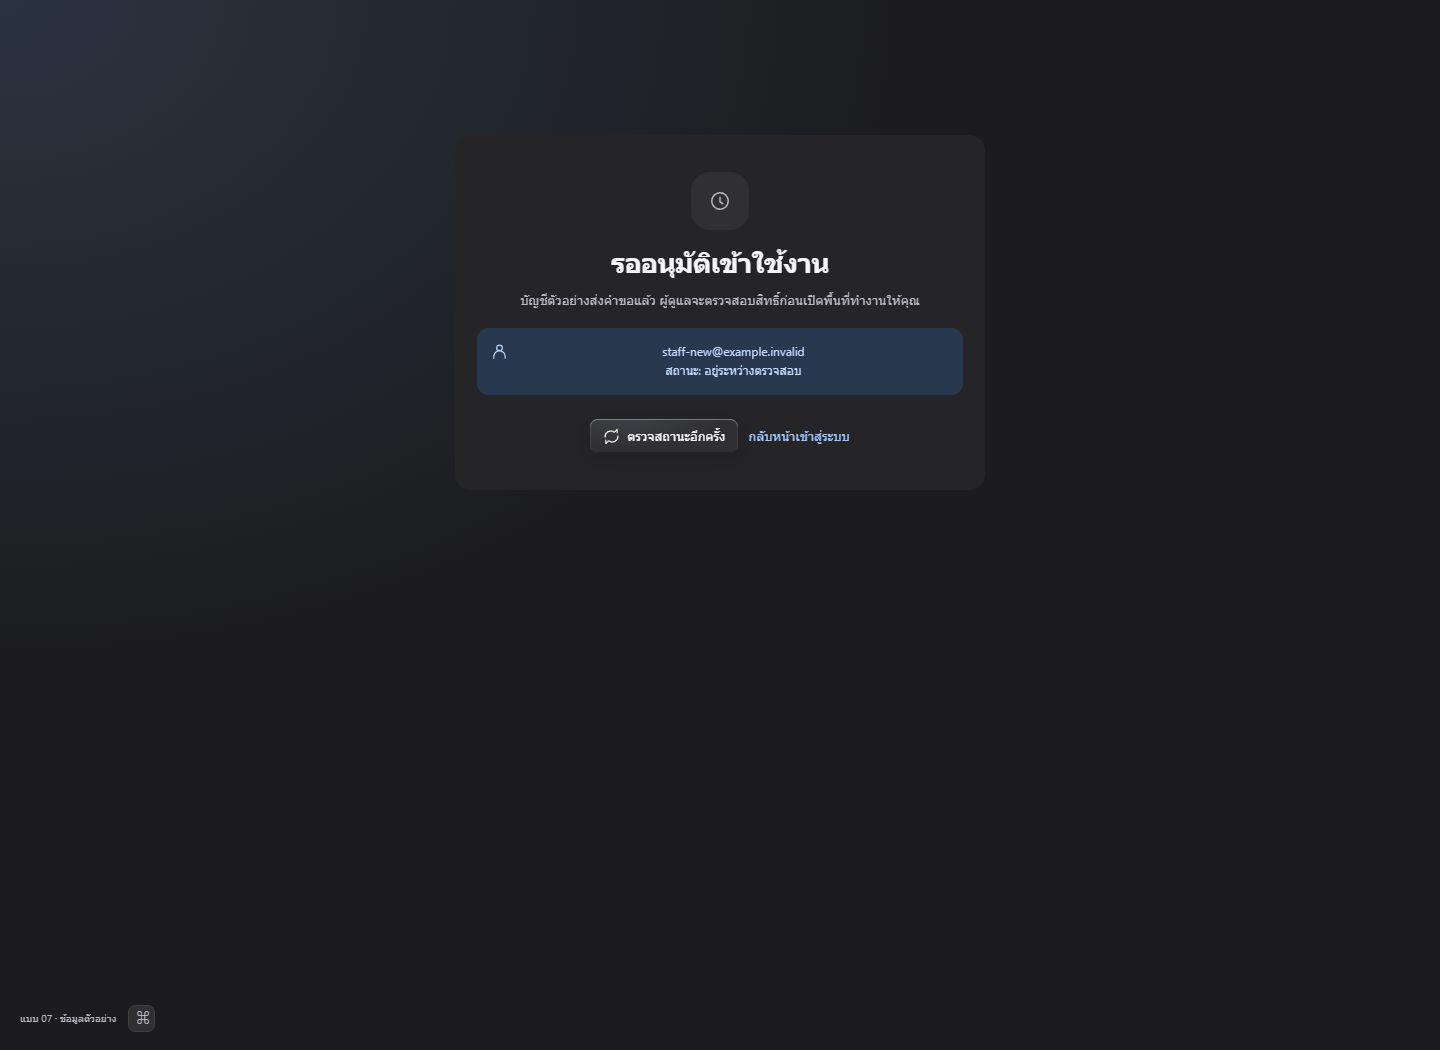 รออนุมัติเข้าใช้งาน
บัญชีตัวอย่างส่งคำขอแล้ว ผู้ดูแลจะตรวจสอบสิทธิ์ก่อนเปิดพื้นที่ทำงานให้คุณ
staff-new@example.invalid
สถานะ: อยู่ระหว่างตรวจสอบ
ตรวจสถานะอีกครั้ง กลับหน้าเข้าสู่ระบบ
แบบ 07 · ข้อมูลตัวอย่าง ⌘